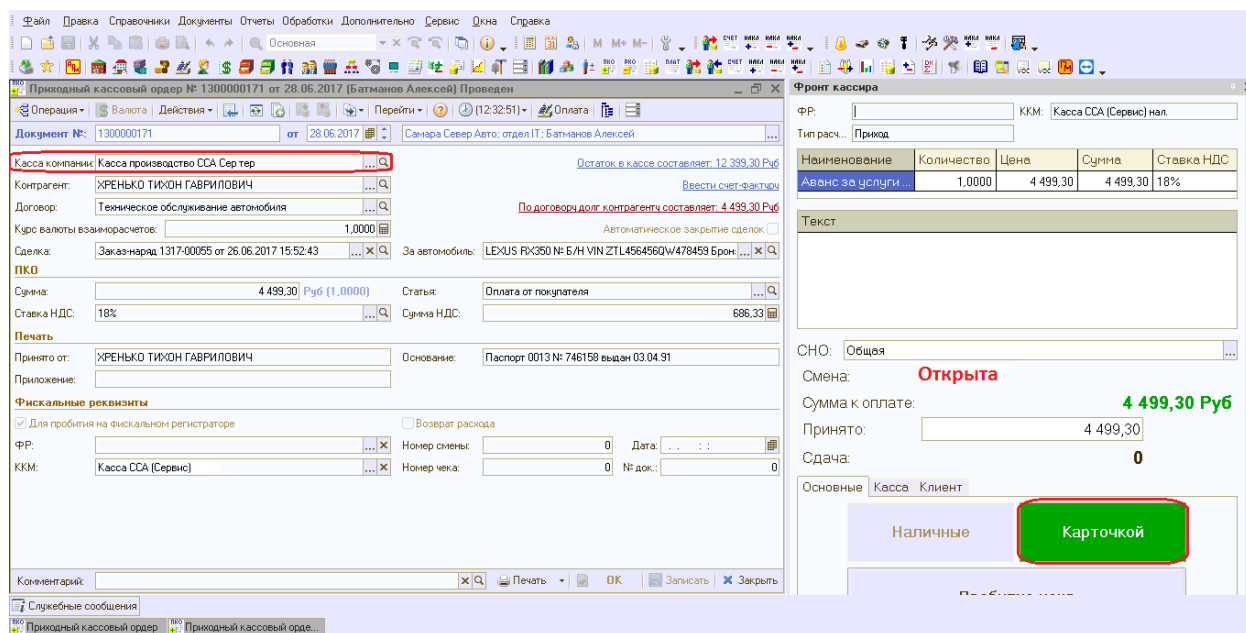 Файл Правка Справочники Документы Отчеты Обработки Дополнительно Сервис Окна Справка
Основная M M+ M-
Приходный кассовый ордер № 1300000171 от 28.06.2017 (Батманов Алексей) Проведен
Операция Валюта Действия Перейти (12:32:51) Оплата
Документ №: 1300000171 от 28.06.2017 Самара Север Авто; отдел IT; Батманов Алексей ...
Касса компании: Касса производство ССА Сер тер ... Остаток в кассе составляет: 12 399,30 Руб
Контрагент: ХРЕНЬКО ТИХОН ГАВРИЛОВИЧ ... Ввести счет-фактуру
Договор: Техническое обслуживание автомобиля ... По договору долг контрагенту составляет: 4 499,30 Руб
Курс валюты взаиморасчетов: 1,0000 Автоматическое закрытие сделок
Сделка: Заказ-наряд 1317-00055 от 26.06.2017 15:52:43 ... За автомобиль: LEXUS RX350 № Б/Н VIN ZTL456456QW478459 Брон ...
ПКО
Сумма: 4 499,30 Руб (1,0000) Статья: Оплата от покупателя ...
Ставка НДС: 18% ... Сумма НДС: 686,33
Печать
Принято от: ХРЕНЬКО ТИХОН ГАВРИЛОВИЧ Основание: Паспорт 0013 № 746158 выдан 03.04.91
Приложение:
Фискальные реквизиты
Для пробития на фискальном регистраторе Возврат расхода
ФР: ... Номер смены: 0 Дата: . . : :
ККМ: Касса ССА (Сервис) ... Номер чека: 0 № док.: 0
Комментарий: Печать OK Записать Закрыть
Служебные сообщения
Приходный кассовый ордер Приходный кассовый орде...
Фронт кассира
ФР: ККМ: Касса ССА (Сервис) нал.
Тип расч... Приход
Наименование Количество Цена Сумма Ставка НДС
Аванс за услуги ... 1,0000 4 499,30 4 499,30 18%
Текст
СНО: Общая ...
Смена: Открыта
Сумма к оплате: 4 499,30 Руб
Принято: 4 499,30
Сдача: 0
Основные Касса Клиент
Наличные Карточкой